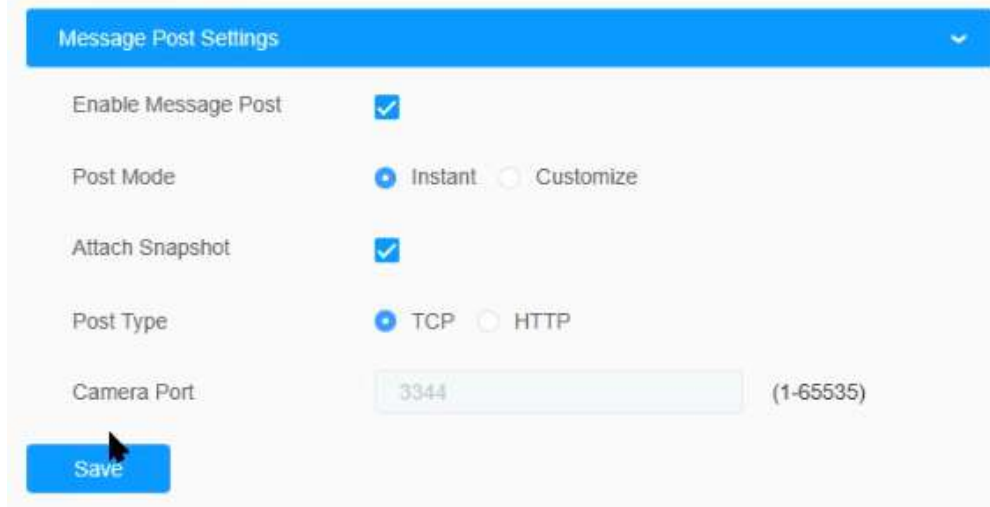 Message Post Settings
Enable Message Post
Post Mode Instant Customize
Attach Snapshot
Post Type TCP HTTP
Camera Port 3344 (1-65535)
Save